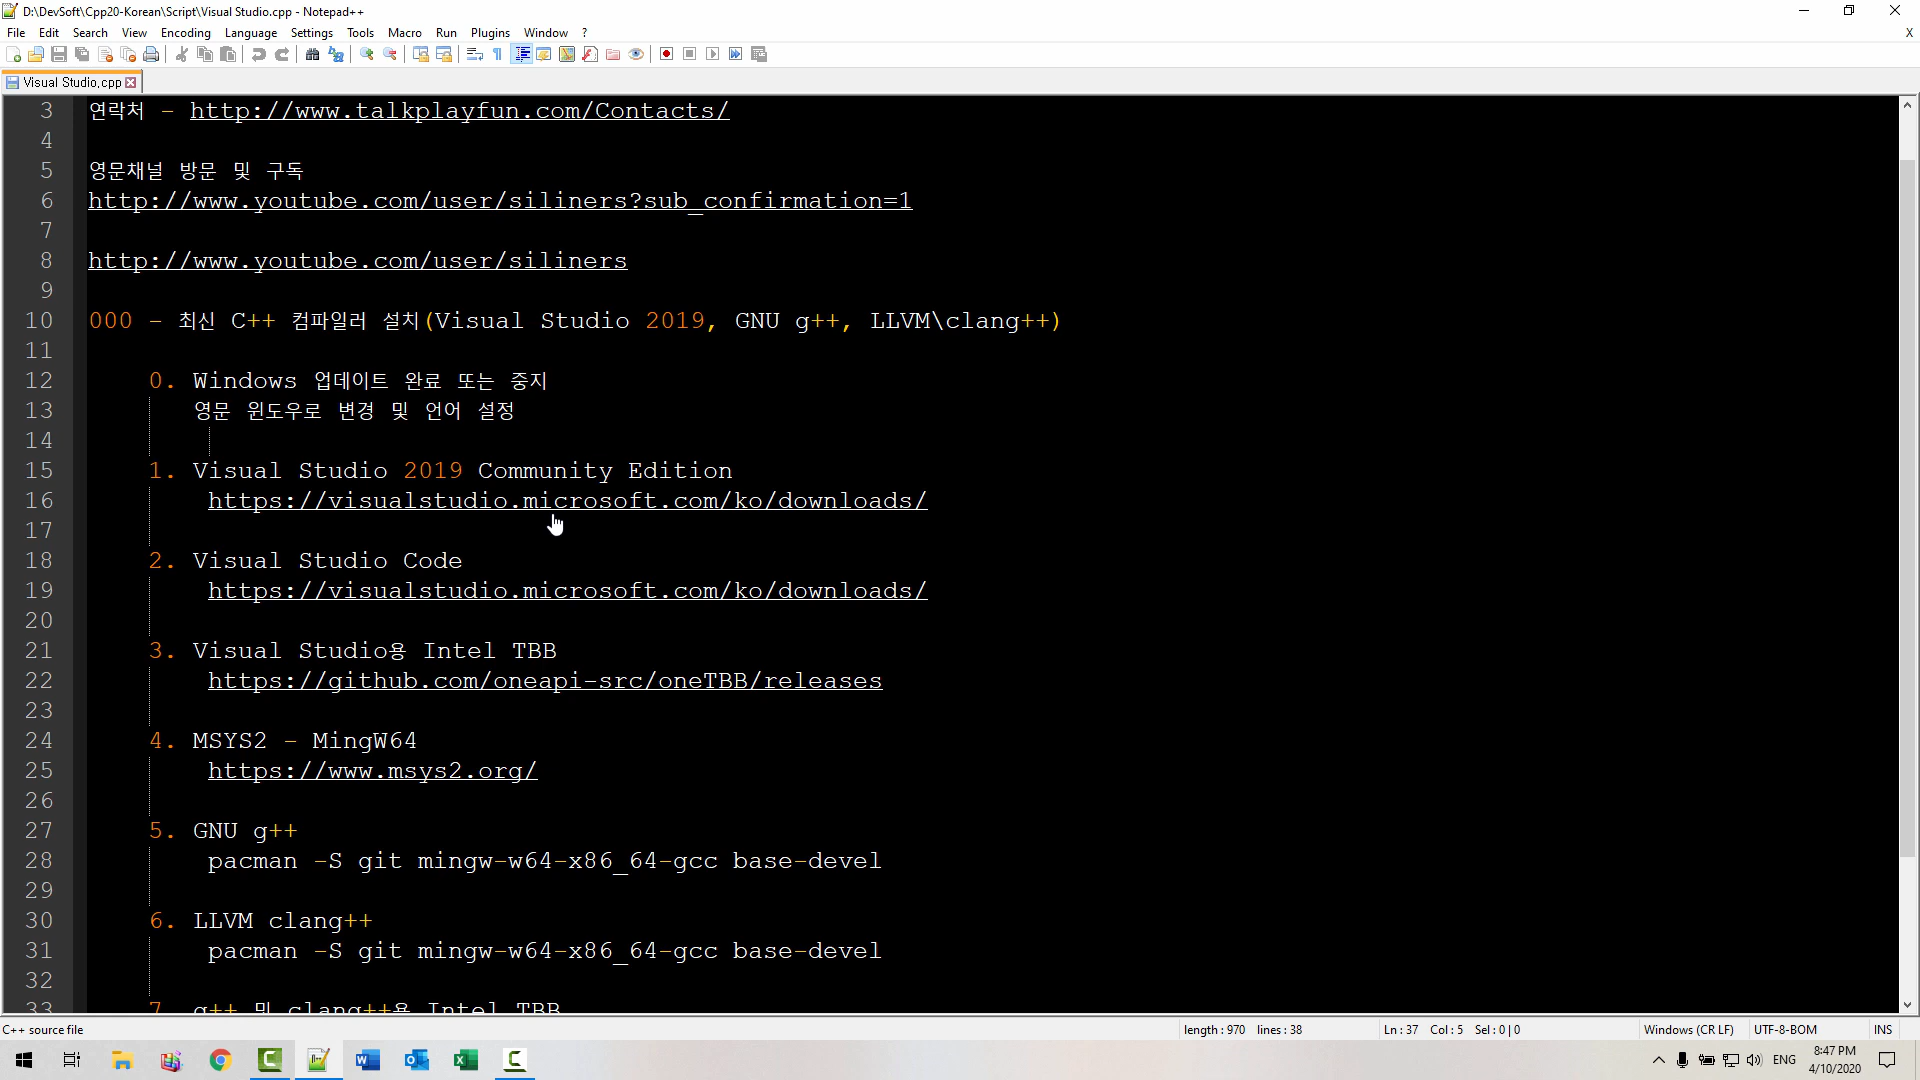 D:\DevSoft\Cpp20-Korean\Script\Visual Studio.cpp - Notepad++
File Edit Search View Encoding Language Settings Tools Macro Run Plugins Window ? X
Visual Studio.cpp
3 연락처 - http://www.talkplayfun.com/Contacts/
4
5 영문채널 방문 및 구독
6 http://www.youtube.com/user/siliners?sub_confirmation=1
7
8 http://www.youtube.com/user/siliners
9
10 000 - 최신 C++ 컴파일러 설치(Visual Studio 2019, GNU g++, LLVM\clang++)
11
12 0. Windows 업데이트 완료 또는 중지
13 영문 윈도우로 변경 및 언어 설정
14
15 1. Visual Studio 2019 Community Edition
16 https://visualstudio.microsoft.com/ko/downloads/
17
18 2. Visual Studio Code
19 https://visualstudio.microsoft.com/ko/downloads/
20
21 3. Visual Studio용 Intel TBB
22 https://github.com/oneapi-src/oneTBB/releases
23
24 4. MSYS2 - MingW64
25 https://www.msys2.org/
26
27 5. GNU g++
28 pacman -S git mingw-w64-x86_64-gcc base-devel
29
30 6. LLVM clang++
31 pacman -S git mingw-w64-x86_64-gcc base-devel
32
33 7. g++ 및 clang++용 Intel TBB
C++ source file length : 970 lines : 38 Ln : 37 Col : 5 Sel : 0 | 0 Windows (CR LF) UTF-8-BOM INS
ENG 8:47 PM
4/10/2020